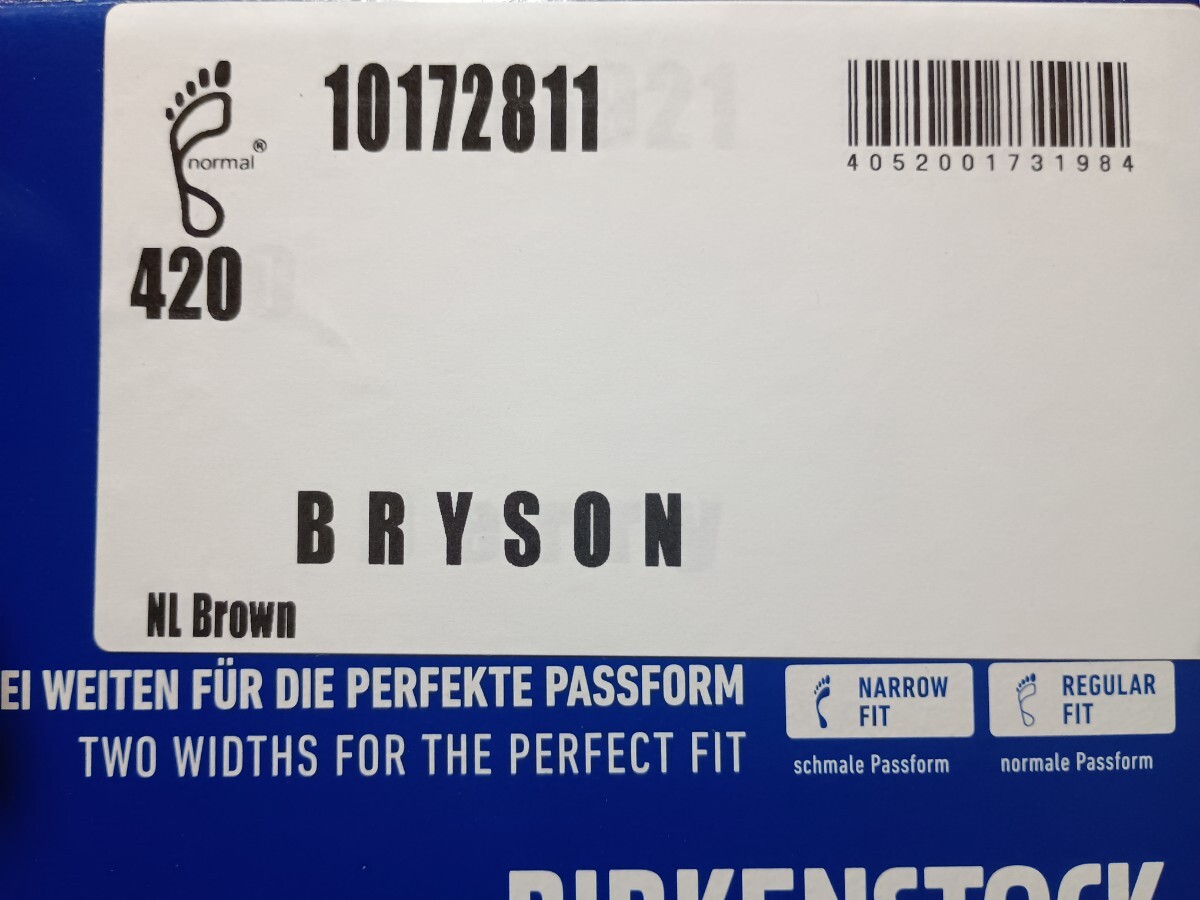 normal®
10172811
4052001731984
420
BRYSON
NL Brown
EI WEITEN FÜR DIE PERFEKTE PASSFORM
TWO WIDTHS FOR THE PERFECT FIT
NARROW
FIT
schmale Passform
REGULAR
FIT
normale Passform
BIRKENSTOCK